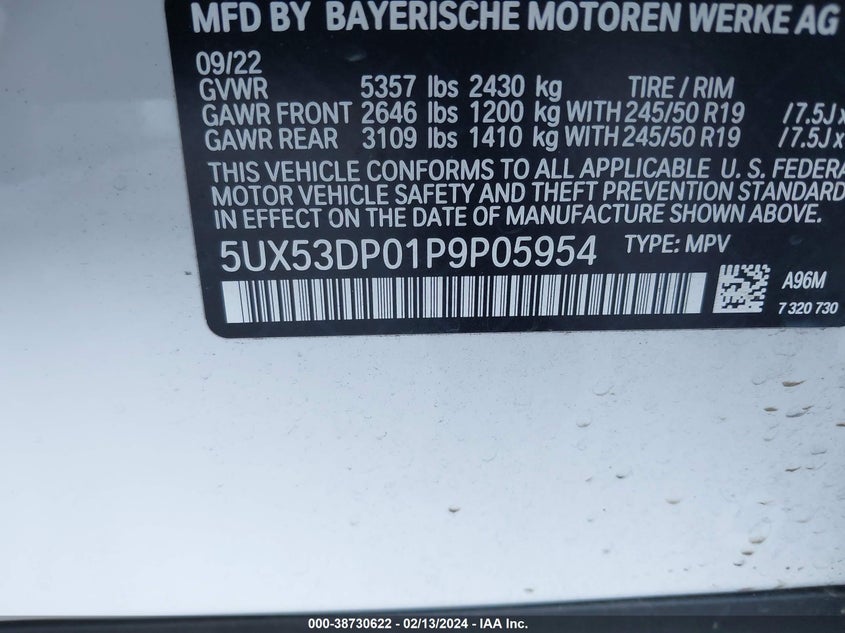 MFD BY BAYERISCHE MOTOREN WERKE AG
09/22
GVWR 5357 lbs 2430 kg TIRE / RIM
GAWR FRONT 2646 lbs 1200 kg WITH 245/50 R19 /7.5J x
GAWR REAR 3109 lbs 1410 kg WITH 245/50 R19 /7.5J x
THIS VEHICLE CONFORMS TO ALL APPLICABLE U. S. FEDERA
MOTOR VEHICLE SAFETY AND THEFT PREVENTION STANDARD
IN EFFECT ON THE DATE OF MANUFACTURE SHOWN ABOVE.
5UX53DP01P9P05954 TYPE: MPV
A96M
7 320 730
000-38730622 - 02/13/2024 - IAA Inc.